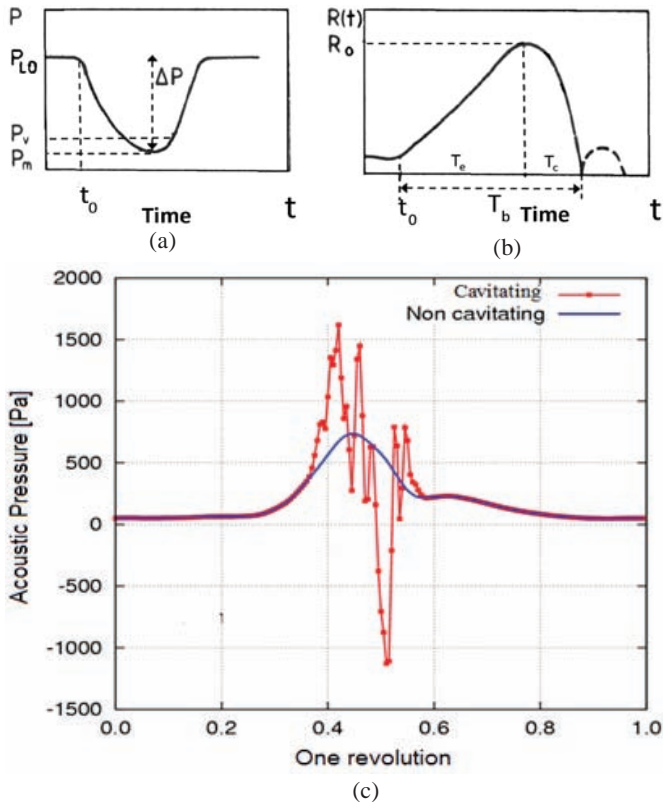 P
P_L0
ΔP
P_v
P_m
t_0
Time
t
(a)
R(t)
R_o
T_e
T_c
t_0
T_b
Time
t
(b)
2000
1500
1000
500
0
-500
-1000
-1500
Acoustic Pressure [Pa]
Cavitating
Non cavitating
1
0.0
0.2
0.4
0.6
0.8
1.0
One revolution
(c)